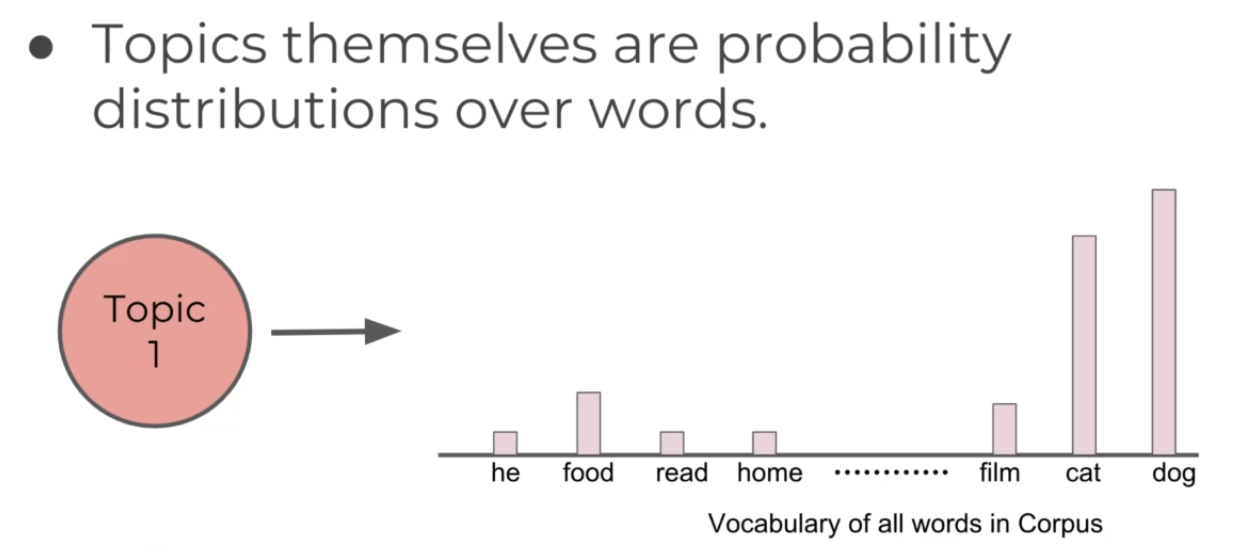 ● Topics themselves are probability
distributions over words.
Topic
1
he food read home ............ film cat dog
Vocabulary of all words in Corpus